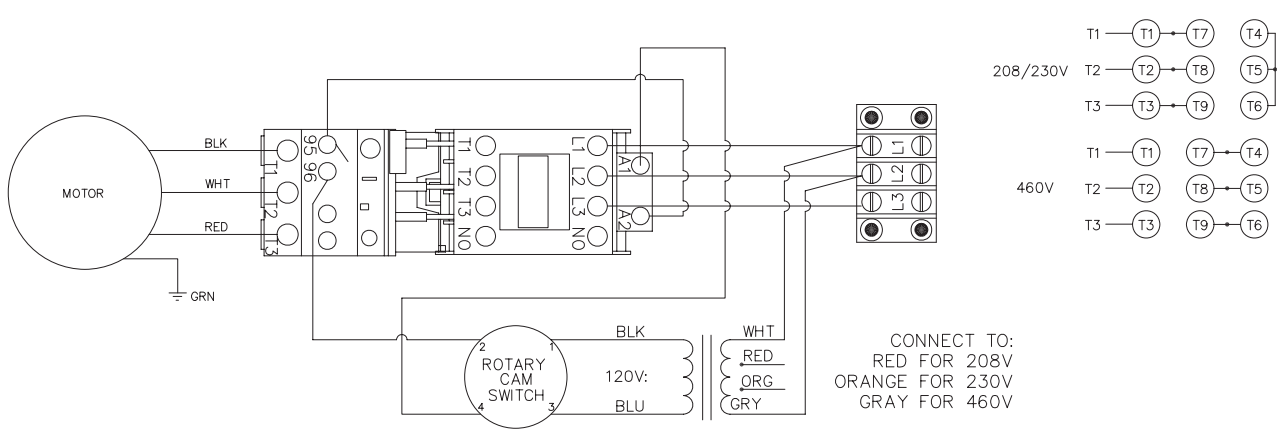 T1 T1 T7 T4
208/230V T2 T2 T8 T5
T3 T3 T9 T6
T1 T1 T7 T4
460V T2 T2 T8 T5
T3 T3 T9 T6
MOTOR
BLK
WHT
RED
GRN
95
96
T1
T2
T3
T1
T2
T3
NO
L1
L2
L3
NO
A1
A2
L1
L2
L3
2
1
ROTARY
CAM
SWITCH
4
3
BLK
120V:
BLU
WHT
RED
ORG
GRY
CONNECT TO:
RED FOR 208V
ORANGE FOR 230V
GRAY FOR 460V